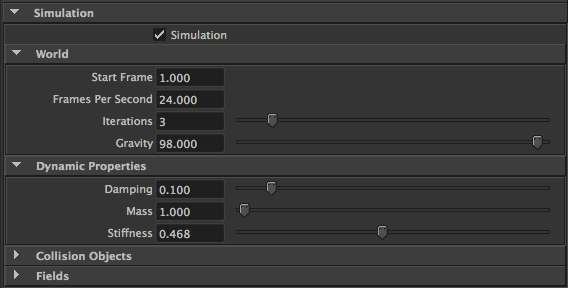 Simulation
Simulation
World
Start Frame 1.000
Frames Per Second 24.000
Iterations 3
Gravity 98.000
Dynamic Properties
Damping 0.100
Mass 1.000
Stiffness 0.468
Collision Objects
Fields